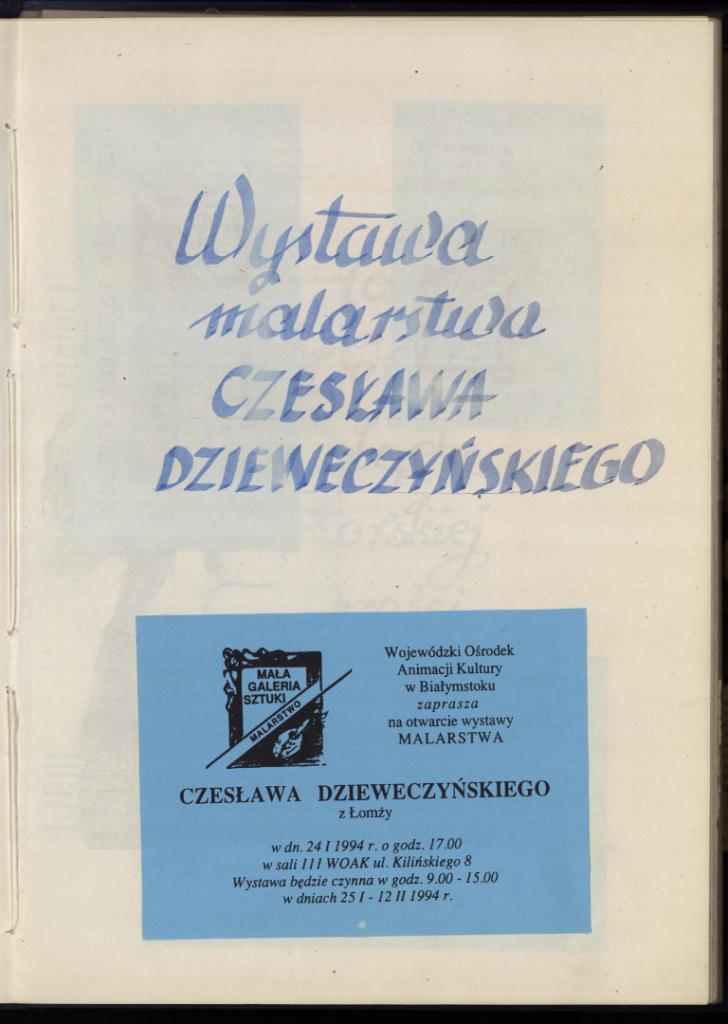 Wystawa
malarstwa
CZESŁAWA
DZIEWECZYŃSKIEGO
MAŁA
GALERIA
SZTUKI
MALARSTWO
Wojewódzki Ośrodek
Animacji Kultury
w Białymstoku
zaprasza
na otwarcie wystawy
MALARSTWA
CZESŁAWA DZIEWECZYŃSKIEGO
z Łomży
w dn. 24 I 1994 r. o godz. 17.00
w sali 111 WOAK ul. Kilińskiego 8
Wystawa będzie czynna w godz. 9.00 - 15.00
w dniach 25 I - 12 II 1994 r.